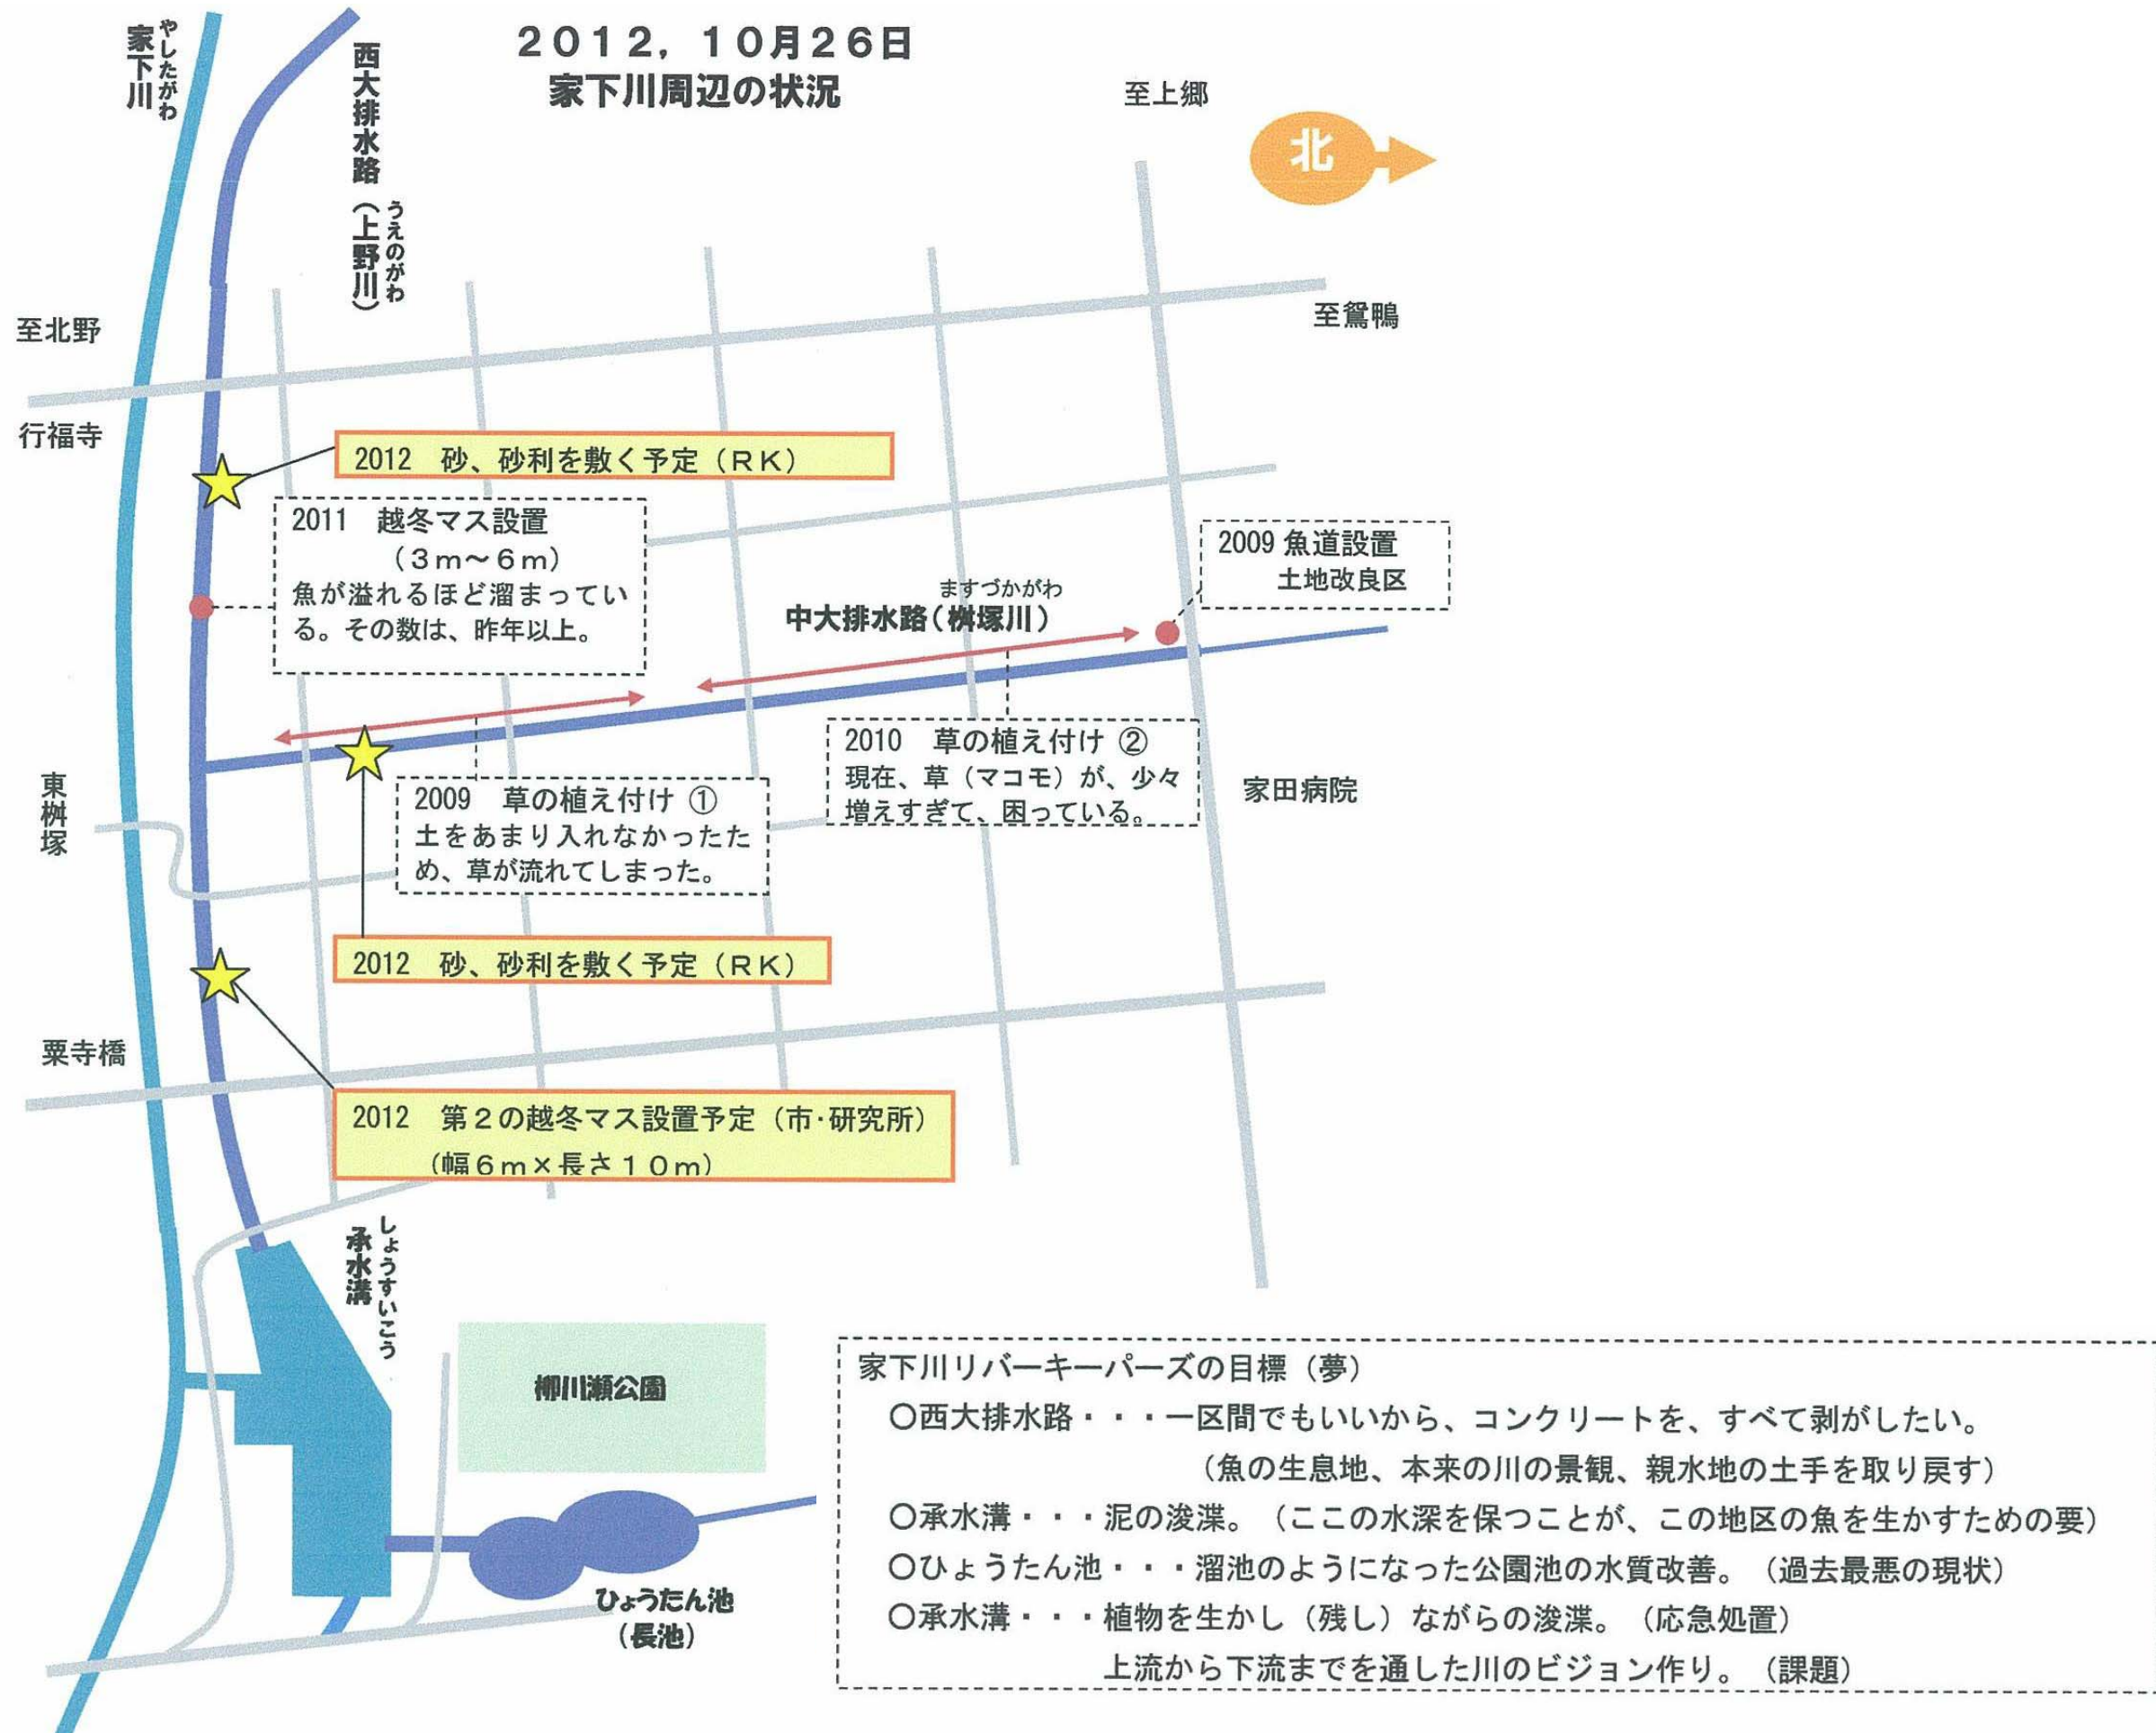 2012，10月26日
家下川周辺の状況
やしたがわ
家下川
西大排水路（上野川）
うえのがわ
至上郷
北
至北野
至鴛鴨
行福寺
2012　砂、砂利を敷く予定（RK）
2011　越冬マス設置
（3m～6m）
魚が溢れるほど溜まってい
る。その数は、昨年以上。
2009 魚道設置
土地改良区
ますづかがわ
中大排水路（桝塚川）
2010　草の植え付け ②
現在、草（マコモ）が、少々
増えすぎて、困っている。
家田病院
東桝塚
2009　草の植え付け ①
土をあまり入れなかったた
め、草が流れてしまった。
2012　砂、砂利を敷く予定（RK）
粟寺橋
2012　第2の越冬マス設置予定（市･研究所）
（幅6m×長さ10m）
しょうすいこう
承水溝
柳川瀬公園
ひょうたん池
（長池）
家下川リバーキーパーズの目標（夢）
○西大排水路・・・一区間でもいいから、コンクリートを、すべて剥がしたい。
（魚の生息地、本来の川の景観、親水地の土手を取り戻す）
○承水溝・・・泥の浚渫。（ここの水深を保つことが、この地区の魚を生かすための要）
○ひょうたん池・・・溜池のようになった公園池の水質改善。（過去最悪の現状）
○承水溝・・・植物を生かし（残し）ながらの浚渫。（応急処置）
上流から下流までを通した川のビジョン作り。（課題）